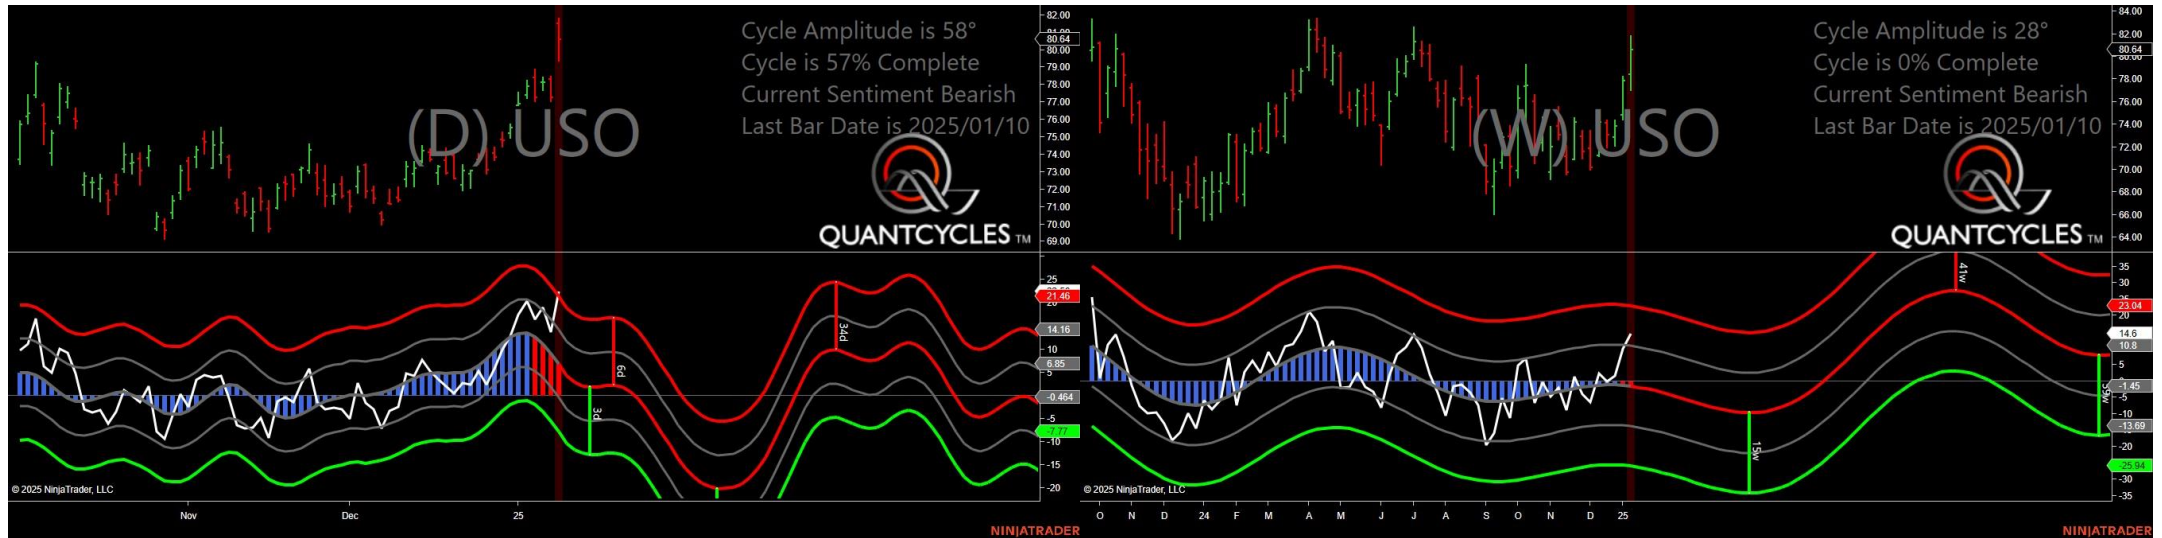 Cycle Amplitude is 58°
Cycle is 57% Complete
Current Sentiment Bearish
Last Bar Date is 2025/01/10
(D) USO
QUANTCYCLES TM
82.00
80.64
80.00
79.00
78.00
77.00
76.00
75.00
74.00
73.00
72.00
71.00
70.00
69.00
25
21.46
14.16
10
6.85
5
-0.464
-5
-7.77
-10
-15
-20
3d
6d
34d
© 2025 NinjaTrader, LLC
Nov
Dec
25
NINJATRADER
Cycle Amplitude is 28°
Cycle is 0% Complete
Current Sentiment Bearish
Last Bar Date is 2025/01/10
(W) USO
QUANTCYCLES TM
84.00
82.00
80.64
80.00
78.00
76.00
74.00
72.00
70.00
68.00
66.00
64.00
35
30
23.04
20
14.6
10.8
5
-1.45
-5
-10
-13.69
-20
-25.94
-30
-35
15w
41w
© 2025 NinjaTrader, LLC
O
N
D
24
F
M
A
M
J
J
A
S
O
N
D
25
NINJATRADER